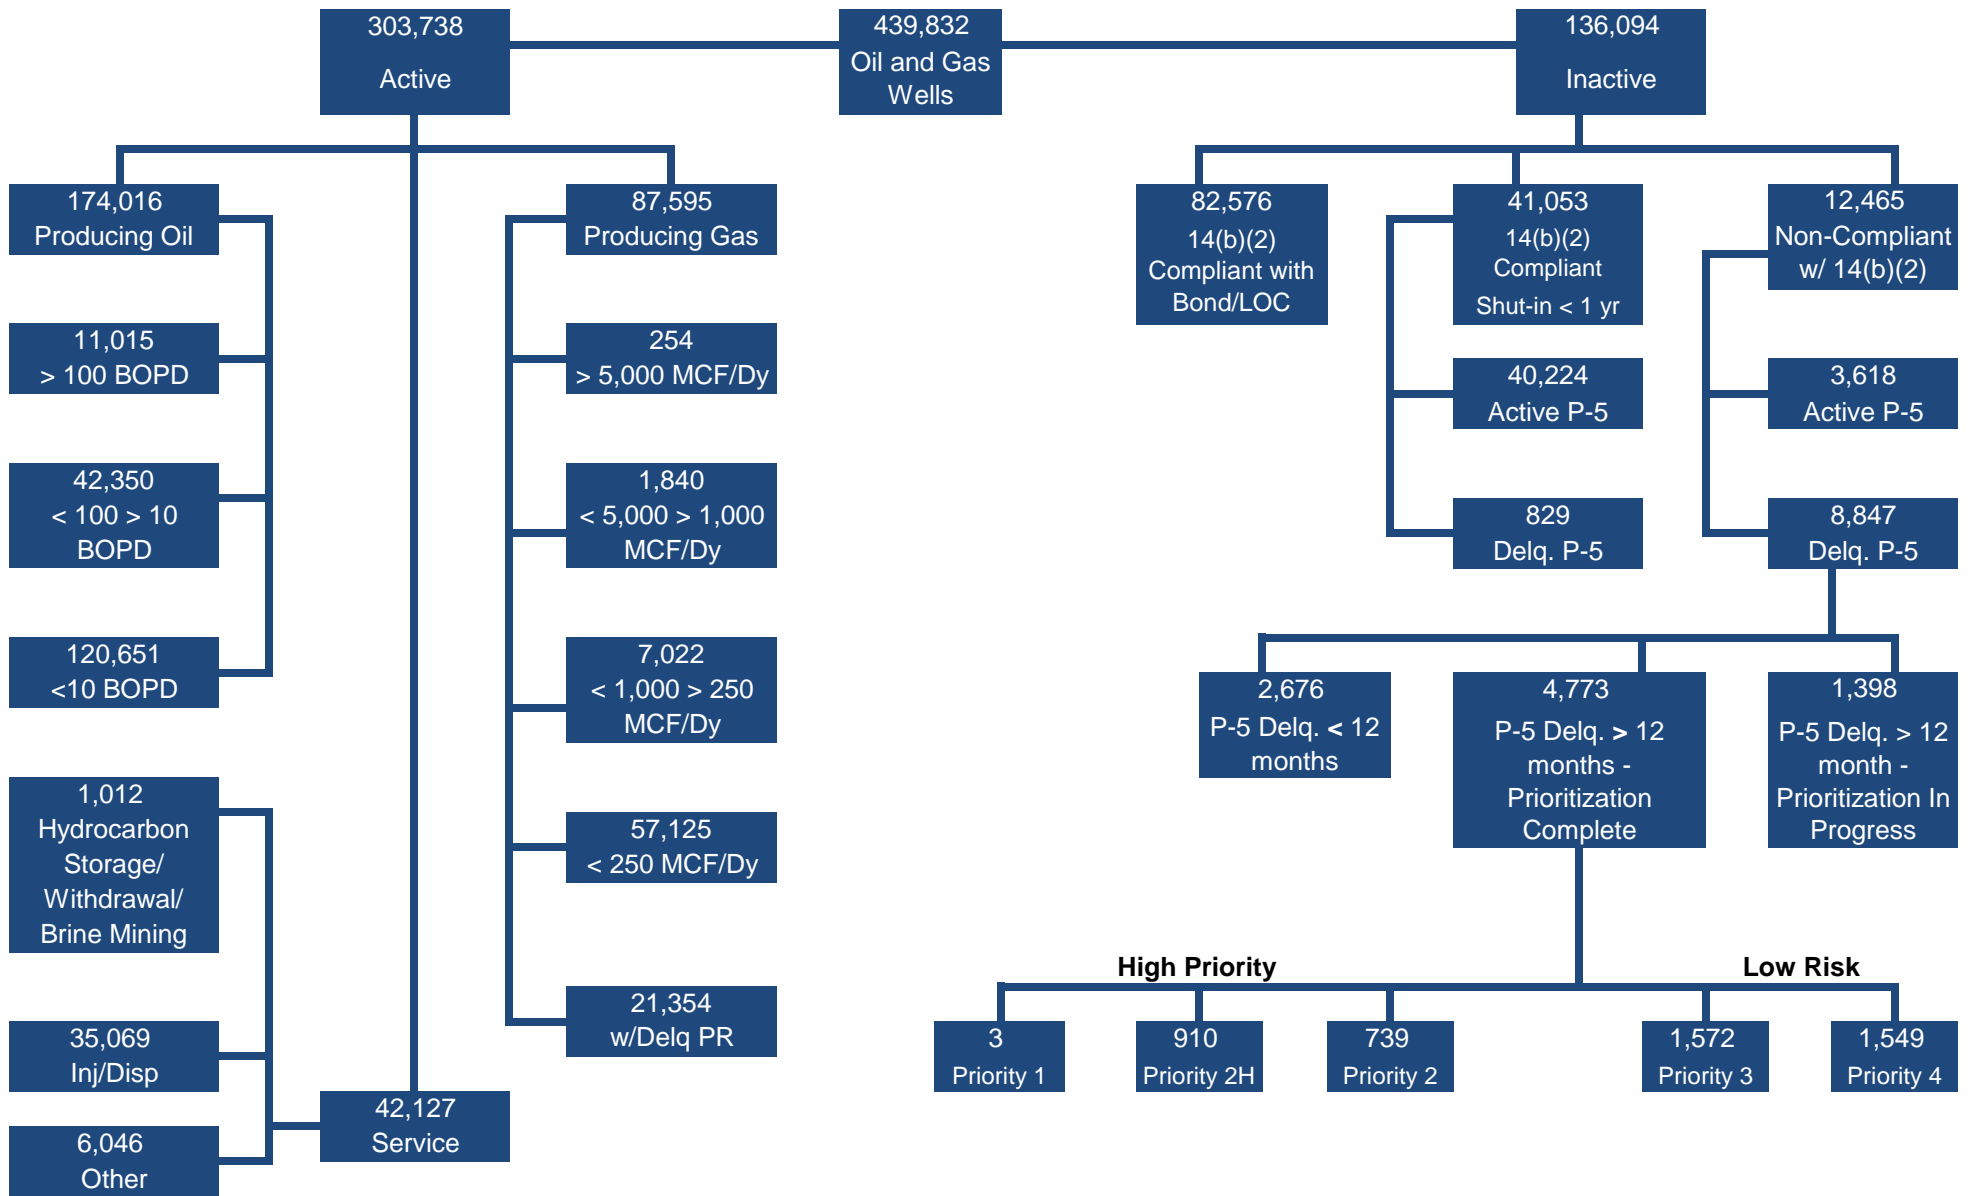 303,738
Active
439,832
Oil and Gas
Wells
136,094
Inactive
174,016
Producing Oil
87,595
Producing Gas
82,576
14(b)(2)
Compliant with
Bond/LOC
41,053
14(b)(2)
Compliant
Shut-in < 1 yr
12,465
Non-Compliant
w/ 14(b)(2)
11,015
> 100 BOPD
254
> 5,000 MCF/Dy
40,224
Active P-5
3,618
Active P-5
42,350
< 100 > 10
BOPD
1,840
< 5,000 > 1,000
MCF/Dy
829
Delq. P-5
8,847
Delq. P-5
120,651
<10 BOPD
7,022
< 1,000 > 250
MCF/Dy
2,676
P-5 Delq. < 12
months
4,773
P-5 Delq. > 12
months -
Prioritization
Complete
1,398
P-5 Delq. > 12
month -
Prioritization In
Progress
1,012
Hydrocarbon
Storage/
Withdrawal/
Brine Mining
57,125
< 250 MCF/Dy
High Priority
Low Risk
21,354
w/Delq PR
3
Priority 1
910
Priority 2H
739
Priority 2
1,572
Priority 3
1,549
Priority 4
35,069
Inj/Disp
42,127
Service
6,046
Other